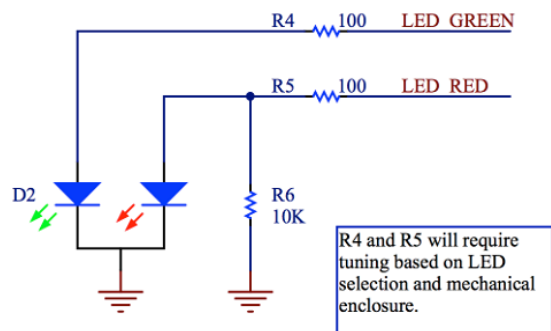 R4 100 LED GREEN
R5 100 LED RED
D2
R6
10K
R4 and R5 will require
tuning based on LED
selection and mechanical
enclosure.